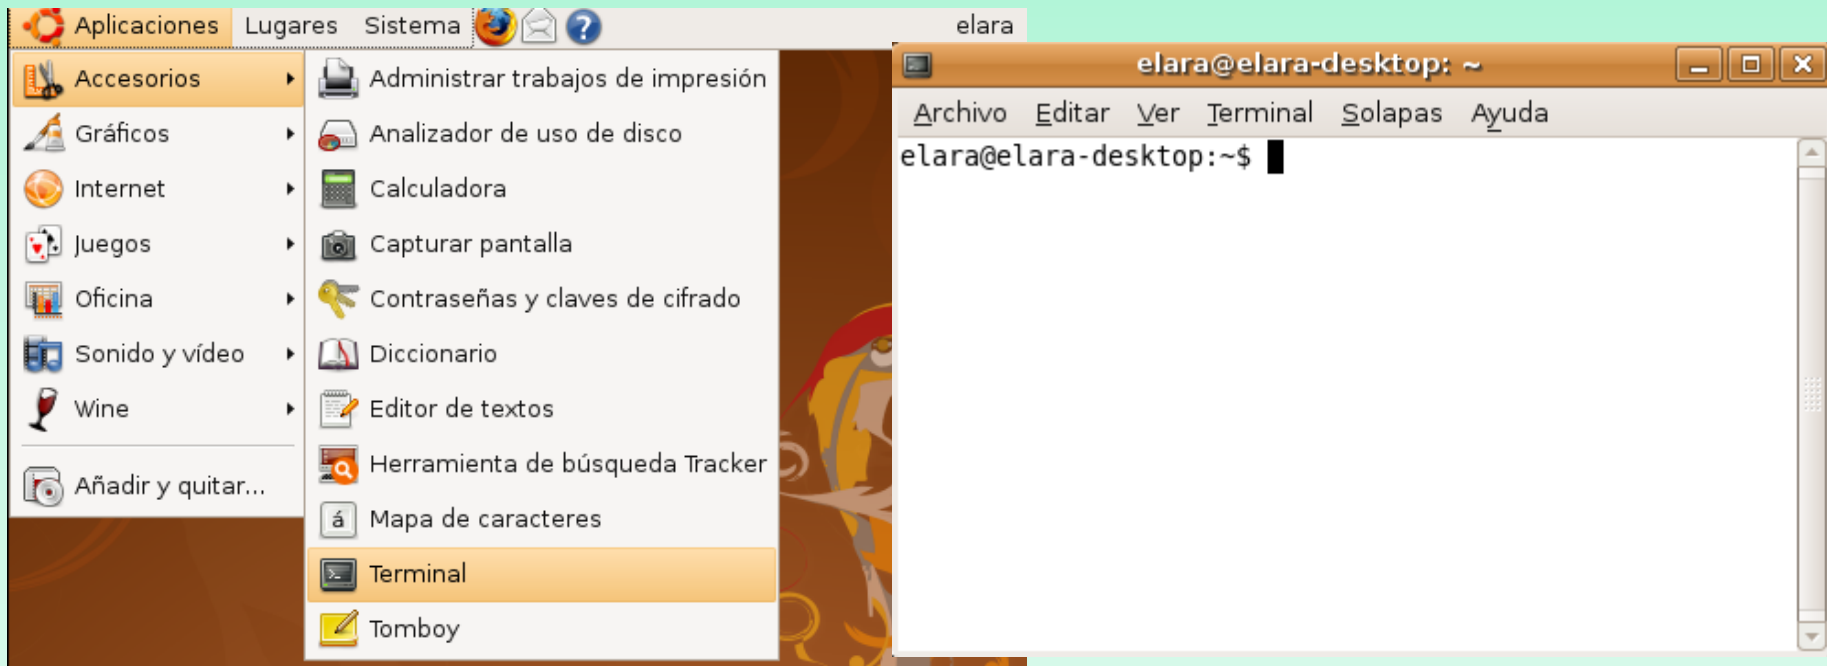 Aplicaciones Lugares Sistema elara
Accesorios
Gráficos
Internet
Juegos
Oficina
Sonido y vídeo
Wine
Añadir y quitar...
Administrar trabajos de impresión
Analizador de uso de disco
Calculadora
Capturar pantalla
Contraseñas y claves de cifrado
Diccionario
Editor de textos
Herramienta de búsqueda Tracker
á Mapa de caracteres
Terminal
Tomboy
elara@elara-desktop: ~
Archivo Editar Ver Terminal Solapas Ayuda
elara@elara-desktop:~$